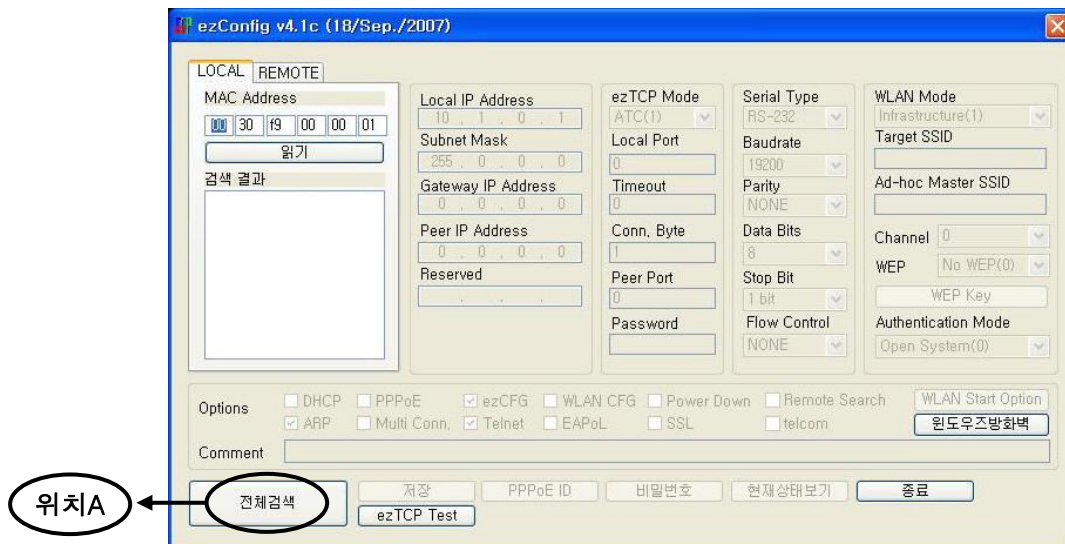 ezConfig v4.1c (18/Sep./2007)
LOCAL REMOTE
MAC Address
00 30 f9 00 00 01
읽기
검색 결과
Local IP Address
10 . 1 . 0 . 1
Subnet Mask
255 . 0 . 0 . 0
Gateway IP Address
0 . 0 . 0 . 0
Peer IP Address
0 . 0 . 0 . 0
Reserved
. . .
ezTCP Mode
ATC(1)
Local Port
0
Timeout
0
Conn, Byte
1
Peer Port
0
Password
Serial Type
RS-232
Baudrate
19200
Parity
NONE
Data Bits
8
Stop Bit
1 bit
Flow Control
NONE
WLAN Mode
Infrastructure(1)
Target SSID
Ad-hoc Master SSID
Channel 0
WEP No WEP(0)
WEP Key
Authentication Mode
Open System(0)
Options DHCP PPPoE ezCFG WLAN CFG Power Down Remote Search WLAN Start Option
ARP Multi Conn, Telnet EAPoL SSL telcom 윈도우즈방화벽
Comment
위치A 전체검색 저장 PPPoE ID 비밀번호 현재상태보기 종료
ezTCP Test